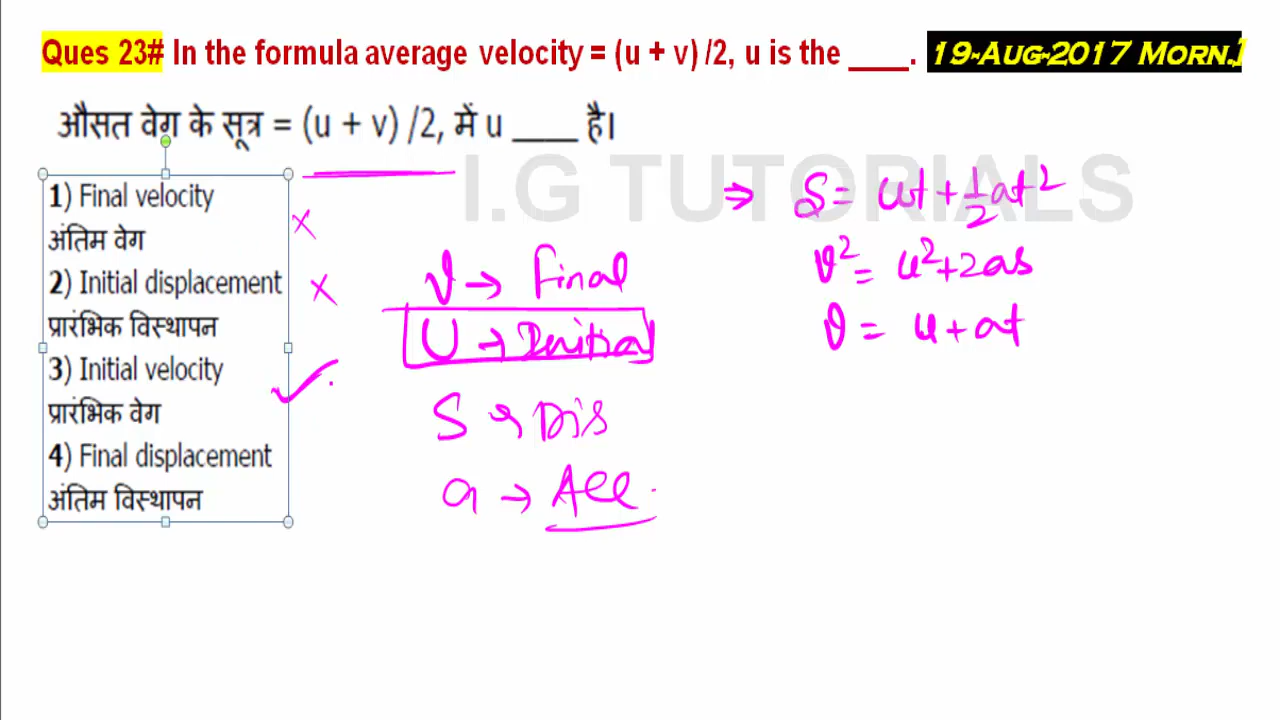 Ques 23# In the formula average velocity = (u + v) /2, u is the ____. 19-Aug-2017 Morn.]
औसत वेग के सूत्र = (u + v) /2, में u ____ है।
I.G TUTORIALS
1) Final velocity
अंतिम वेग
2) Initial displacement
प्रारंभिक विस्थापन
3) Initial velocity
प्रारंभिक वेग
4) Final displacement
अंतिम विस्थापन
v → Final
U → Initial
S → Dis
a → Acc.
⇒ S = ut + 1/2 at²
v² = u² + 2as
v = u + at